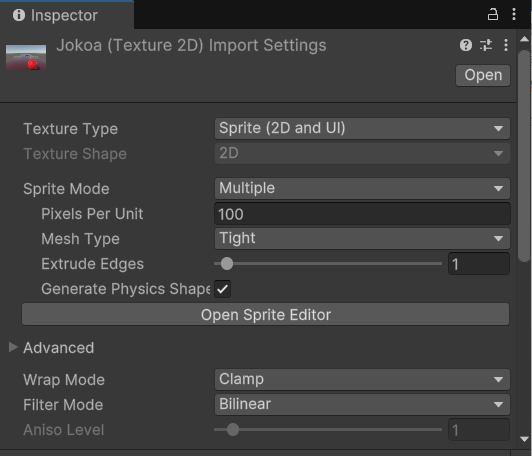 Inspector
Jokoa (Texture 2D) Import Settings
Open
Texture Type Sprite (2D and UI)
Texture Shape 2D
Sprite Mode Multiple
Pixels Per Unit 100
Mesh Type Tight
Extrude Edges 1
Generate Physics Shape
Open Sprite Editor
Advanced
Wrap Mode Clamp
Filter Mode Bilinear
Aniso Level 1